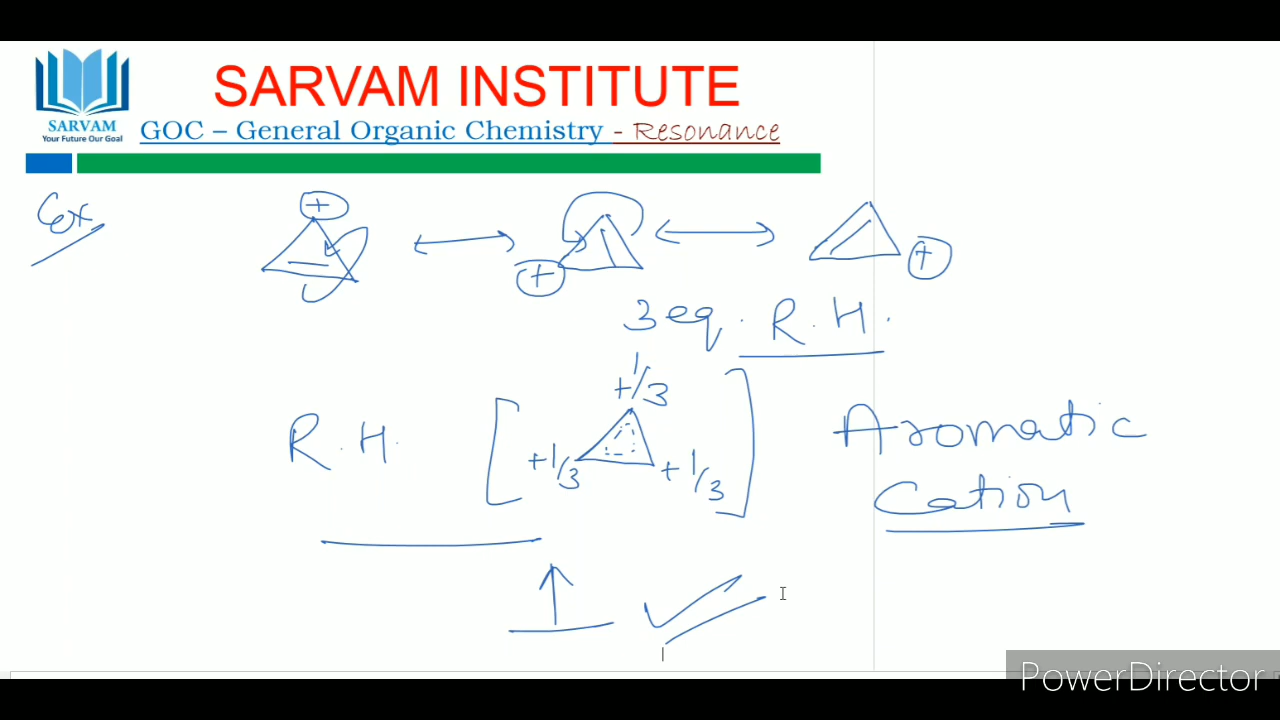 SARVAM INSTITUTE
SARVAM
Your Future Our Goal
GOC – General Organic Chemistry - Resonance
Ex
+
+
+
3 eq. R.H.
+1/3
R.H.
+1/3
+1/3
Aromatic
Cation
PowerDirector